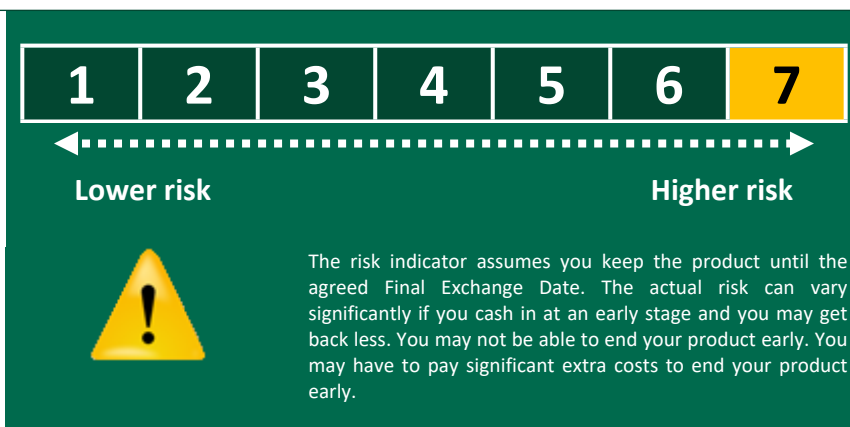 1 2 3 4 5 6 7
Lower risk Higher risk
The risk indicator assumes you keep the product until the
agreed Final Exchange Date. The actual risk can vary
significantly if you cash in at an early stage and you may get
back less. You may not be able to end your product early. You
may have to pay significant extra costs to end your product
early.